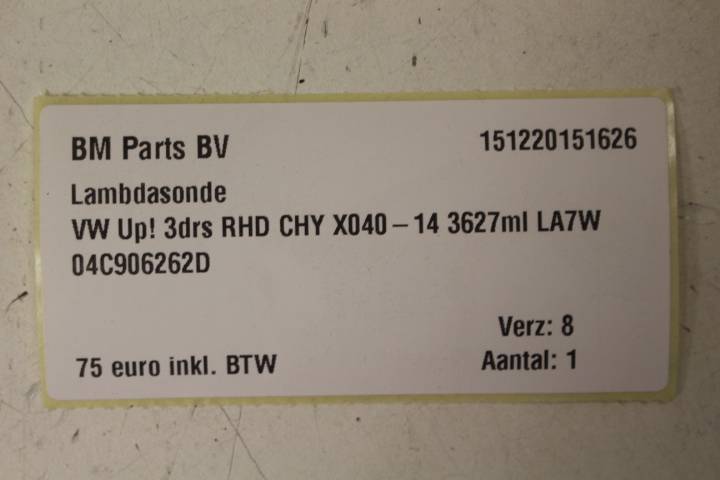 BM Parts BV 151220151626
Lambdasonde
VW Up! 3drs RHD CHY X040 – 14 3627ml LA7W
04C906262D
Verz: 8
75 euro inkl. BTW Aantal: 1